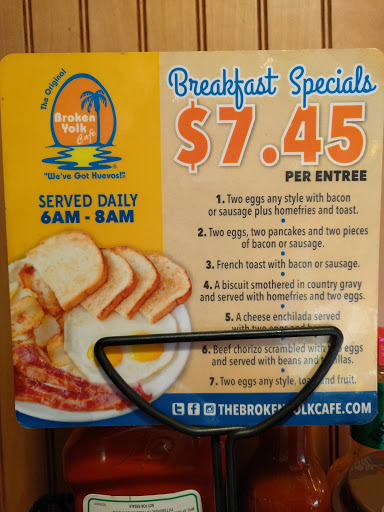 The Original
Broken
Yolk
Cafe
"We've Got Huevos!"
SERVED DAILY
6AM - 8AM
Breakfast Specials
$7.45
PER ENTREE
1. Two eggs any style with bacon
or sausage plus homefries and toast.
2. Two eggs, two pancakes and two pieces
of bacon or sausage.
3. French toast with bacon or sausage.
4. A biscuit smothered in country gravy
and served with homefries and two eggs.
5. A cheese enchilada served
with two eggs and
6. Beef chorizo scrambled with eggs
and served with beans and
7. Two eggs any style, and fruit.
THEBROKENYOLKCAFE.COM